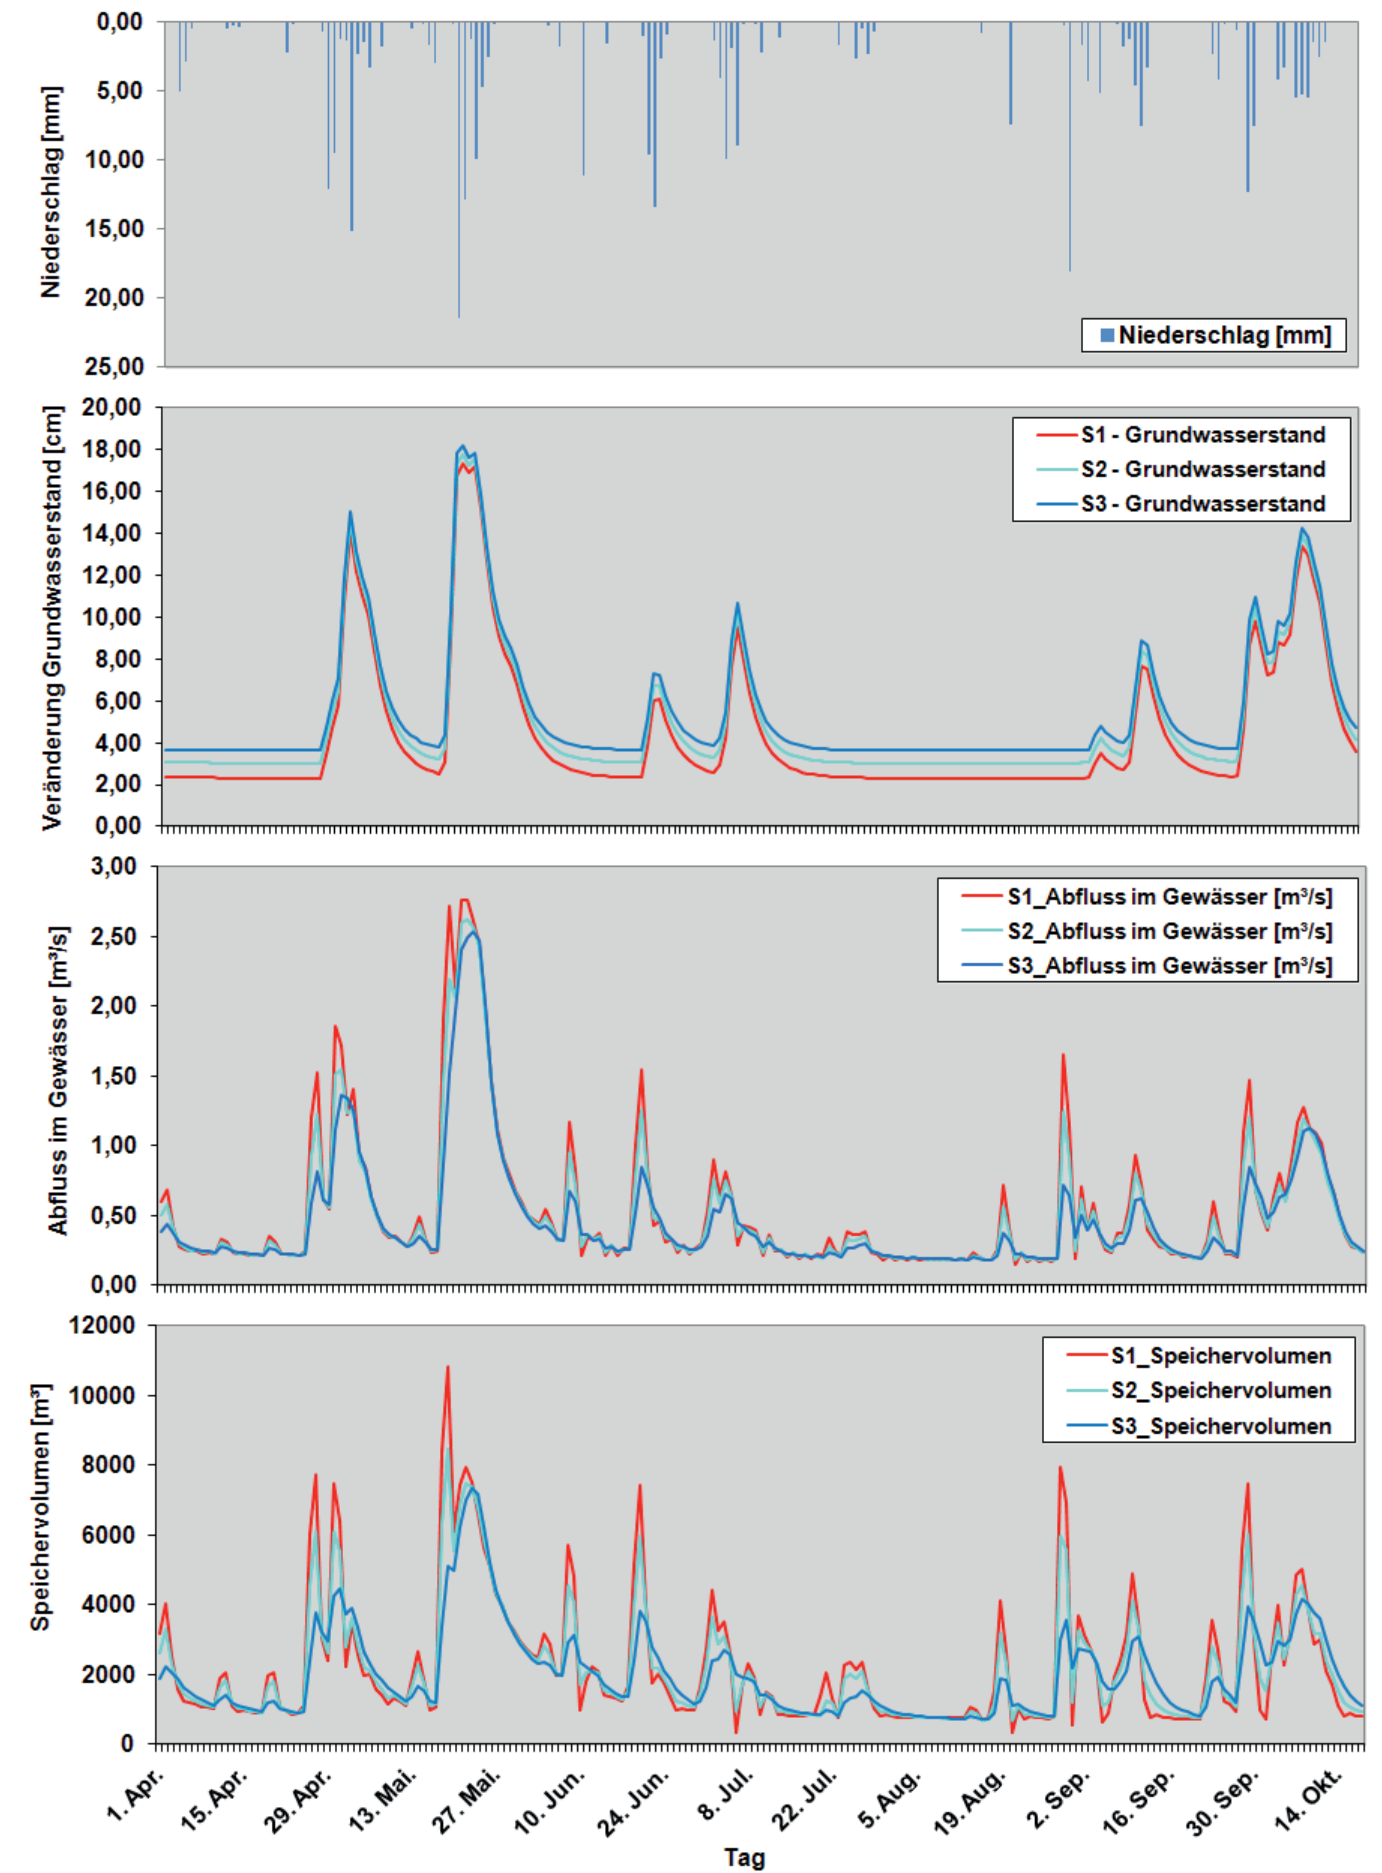 0,00
5,00
10,00
15,00
20,00
25,00
Niederschlag [mm]
Niederschlag [mm]
20,00
18,00
16,00
14,00
12,00
10,00
8,00
6,00
4,00
2,00
0,00
Veränderung Grundwasserstand [cm]
S1 - Grundwasserstand
S2 - Grundwasserstand
S3 - Grundwasserstand
3,00
2,50
2,00
1,50
1,00
0,50
0,00
Abfluss im Gewässer [m³/s]
S1_Abfluss im Gewässer [m³/s]
S2_Abfluss im Gewässer [m³/s]
S3_Abfluss im Gewässer [m³/s]
12000
10000
8000
6000
4000
2000
0
Speichervolumen [m³]
S1_Speichervolumen
S2_Speichervolumen
S3_Speichervolumen
1. Apr.
15. Apr.
29. Apr.
13. Mai.
27. Mai.
10. Jun.
24. Jun.
8. Jul.
22. Jul.
5. Aug.
19. Aug.
2. Sep.
16. Sep.
30. Sep.
14. Okt.
Tag